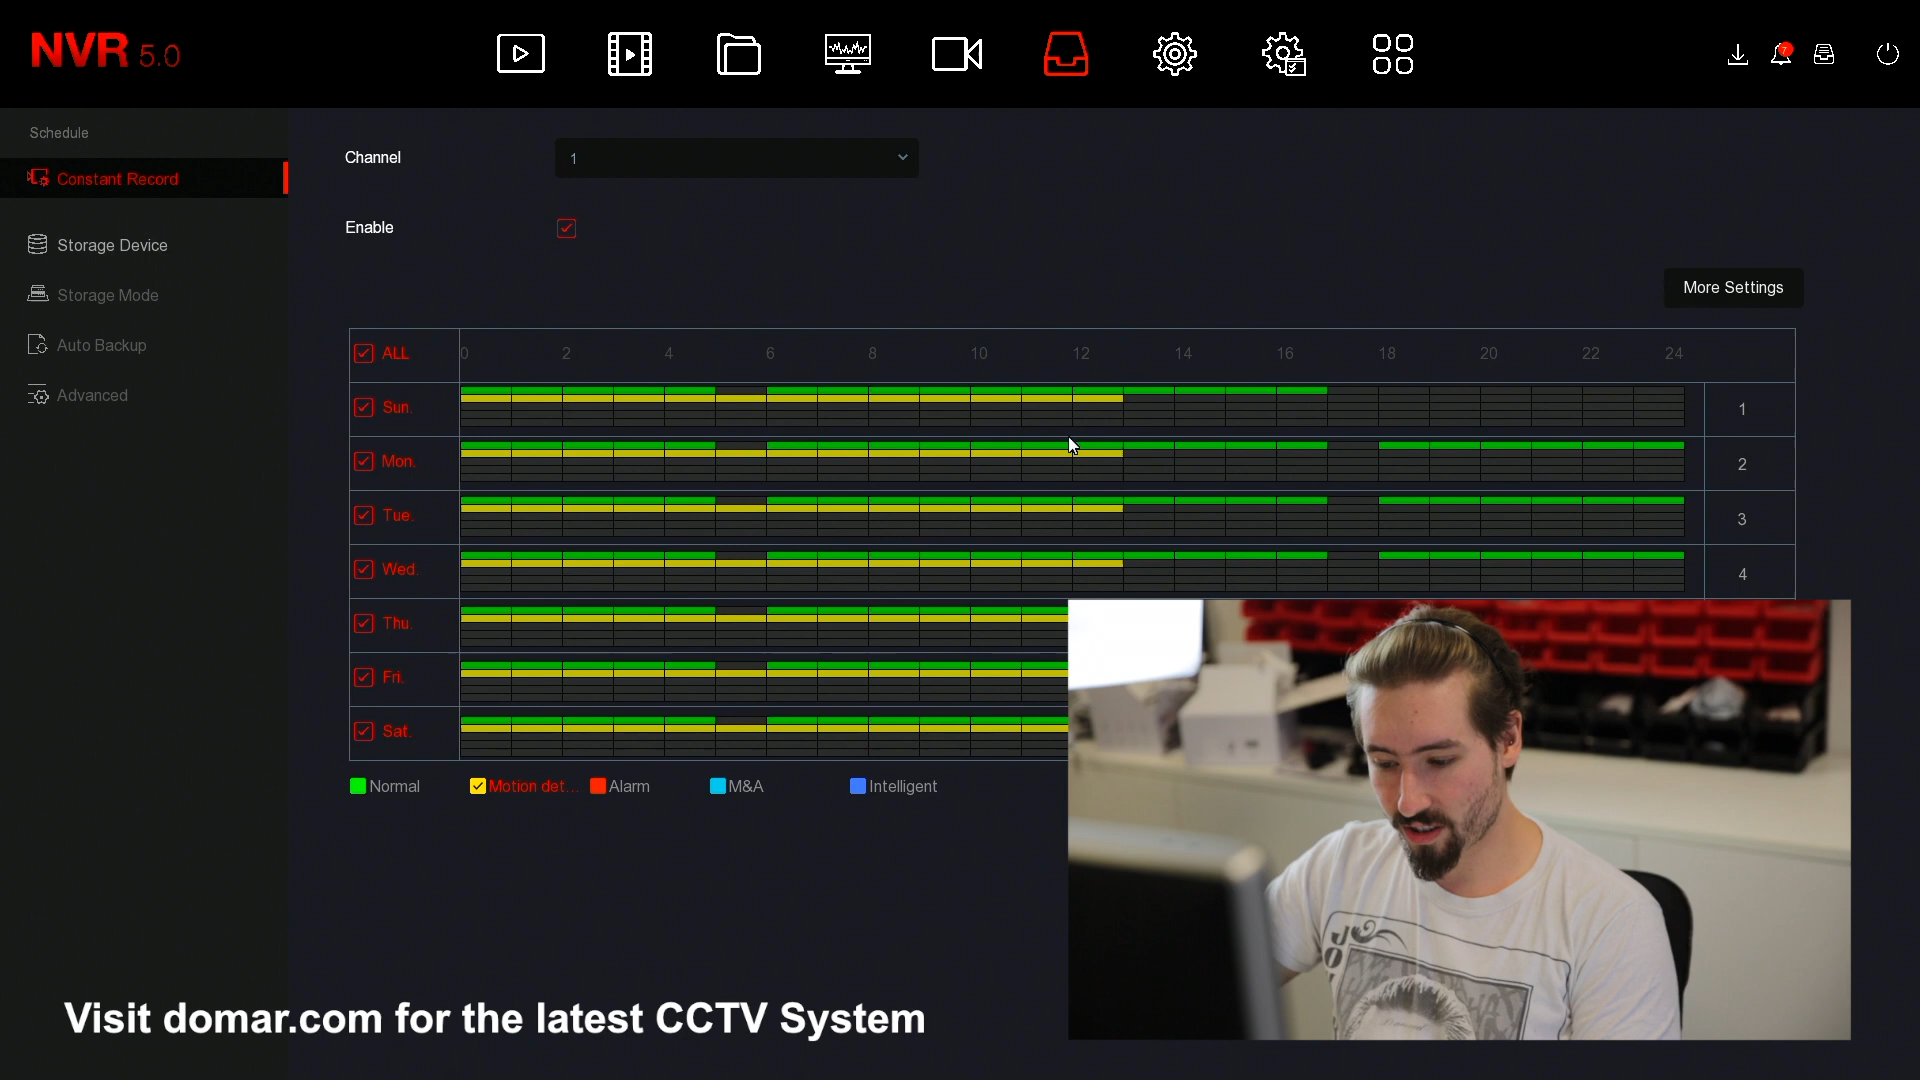 NVR 5.0
7
Schedule
Constant Record
Storage Device
Storage Mode
Auto Backup
Advanced
Channel
1
Enable
More Settings
ALL
0 2 4 6 8 10 12 14 16 18 20 22 24
Sun. 1
Mon. 2
Tue. 3
Wed. 4
Thu.
Fri.
Sat.
Normal Motion det... Alarm M&A Intelligent
Visit domar.com for the latest CCTV System